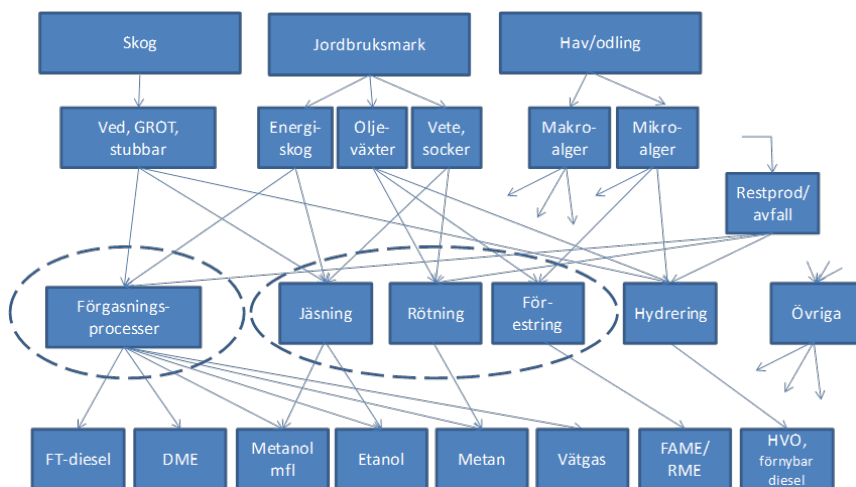 Skog
Jordbruksmark
Hav/odling
Ved, GROT,
stubbar
Energi-
skog
Olje-
växter
Vete,
socker
Makro-
alger
Mikro-
alger
Restprod/
avfall
Förgasnings-
processer
Jäsning
Rötning
För-
estring
Hydrering
Övriga
FT-diesel
DME
Metanol
mfl
Etanol
Metan
Vätgas
FAME/
RME
HVO,
förnybar
diesel